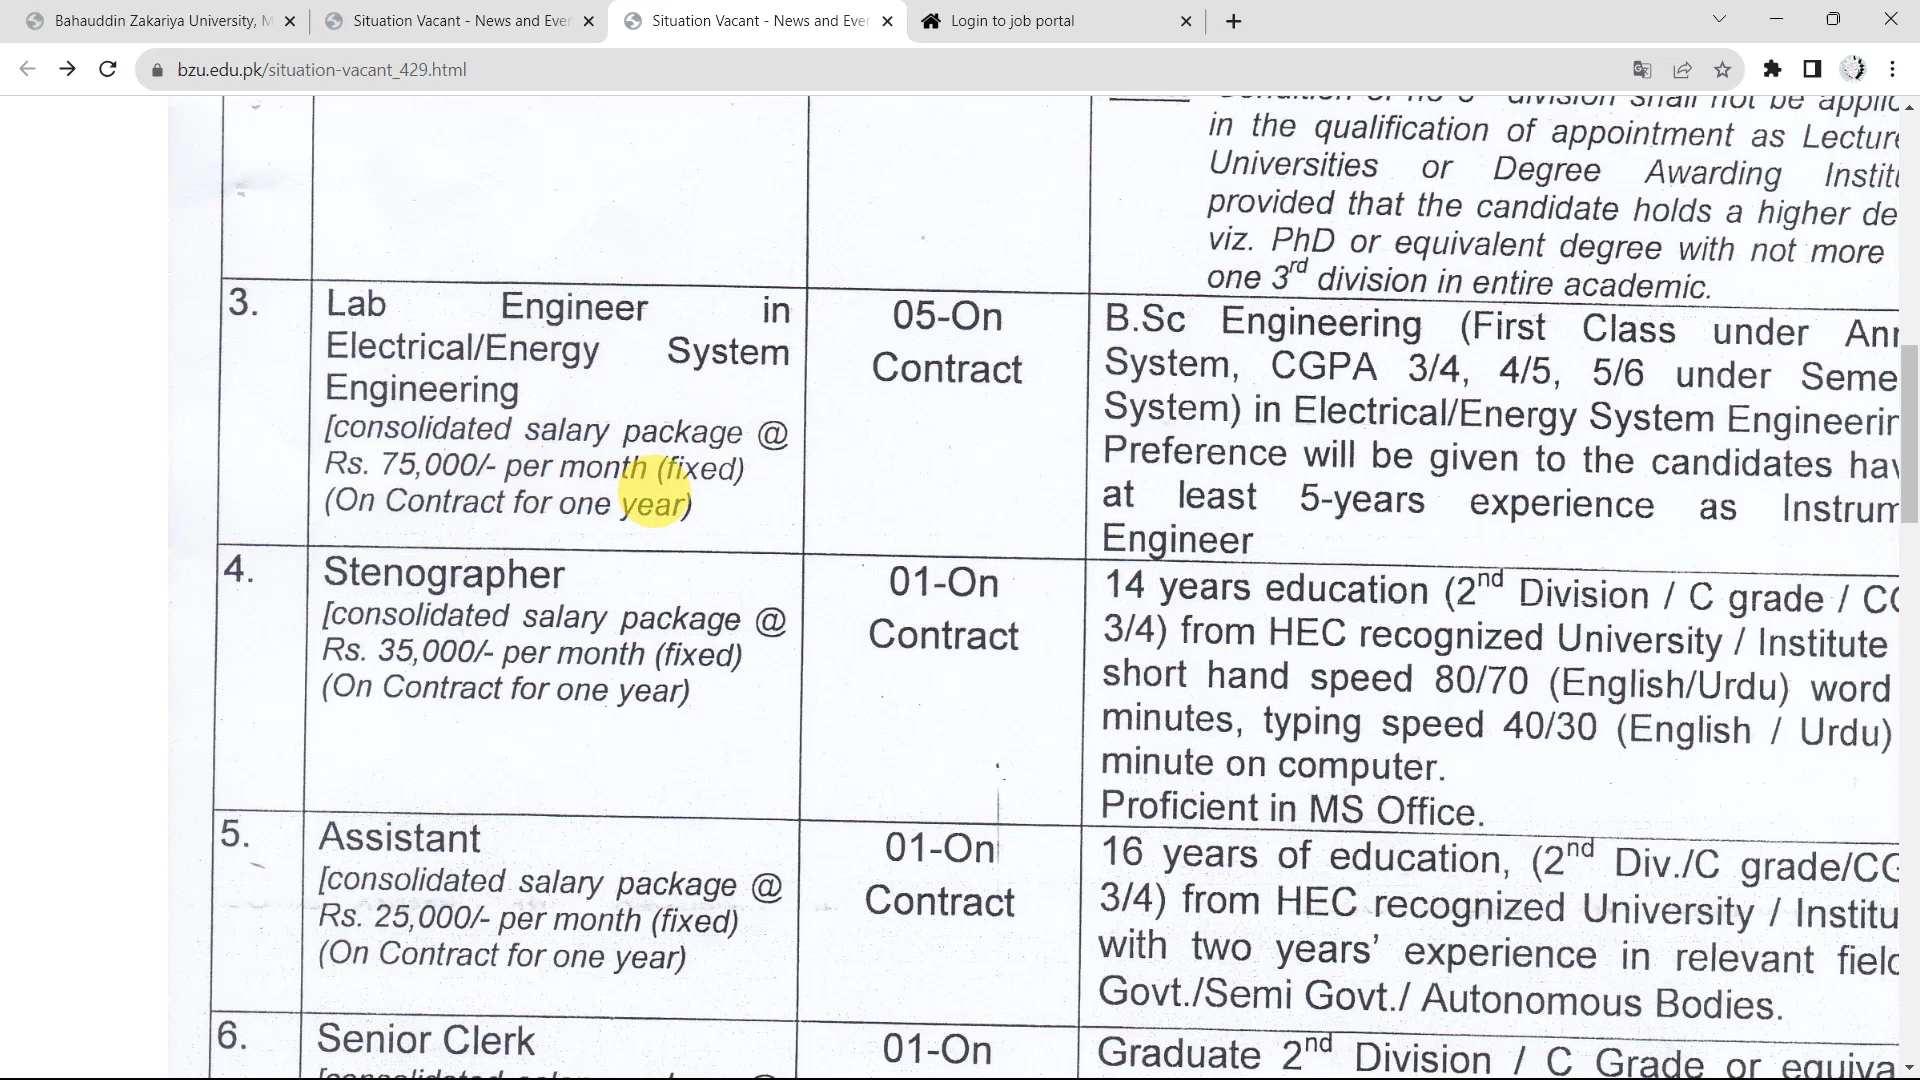 Bahauddin Zakariya University, M
Situation Vacant - News and Ever
Situation Vacant - News and Ever
Login to job portal
bzu.edu.pk/situation-vacant_429.html
in the qualification of appointment as Lecture
Universities or Degree Awarding Institu
provided that the candidate holds a higher de
viz. PhD or equivalent degree with not more
one 3rd division in entire academic.
3.
Lab Engineer in
Electrical/Energy System
Engineering
[consolidated salary package @
Rs. 75,000/- per month (fixed)
(On Contract for one year)
05-On
Contract
B.Sc Engineering (First Class under Ann
System, CGPA 3/4, 4/5, 5/6 under Seme
System) in Electrical/Energy System Engineerin
Preference will be given to the candidates hav
at least 5-years experience as Instrum
Engineer
4.
Stenographer
[consolidated salary package @
Rs. 35,000/- per month (fixed)
(On Contract for one year)
01-On
Contract
14 years education (2nd Division / C grade / CG
3/4) from HEC recognized University / Institute
short hand speed 80/70 (English/Urdu) word
minutes, typing speed 40/30 (English / Urdu)
minute on computer.
Proficient in MS Office.
5.
Assistant
[consolidated salary package @
Rs. 25,000/- per month (fixed)
(On Contract for one year)
01-On
Contract
16 years of education, (2nd Div./C grade/CG
3/4) from HEC recognized University / Institu
with two years' experience in relevant field
Govt./Semi Govt./ Autonomous Bodies.
6.
Senior Clerk
01-On
Graduate 2nd Division / C Grade or equiva